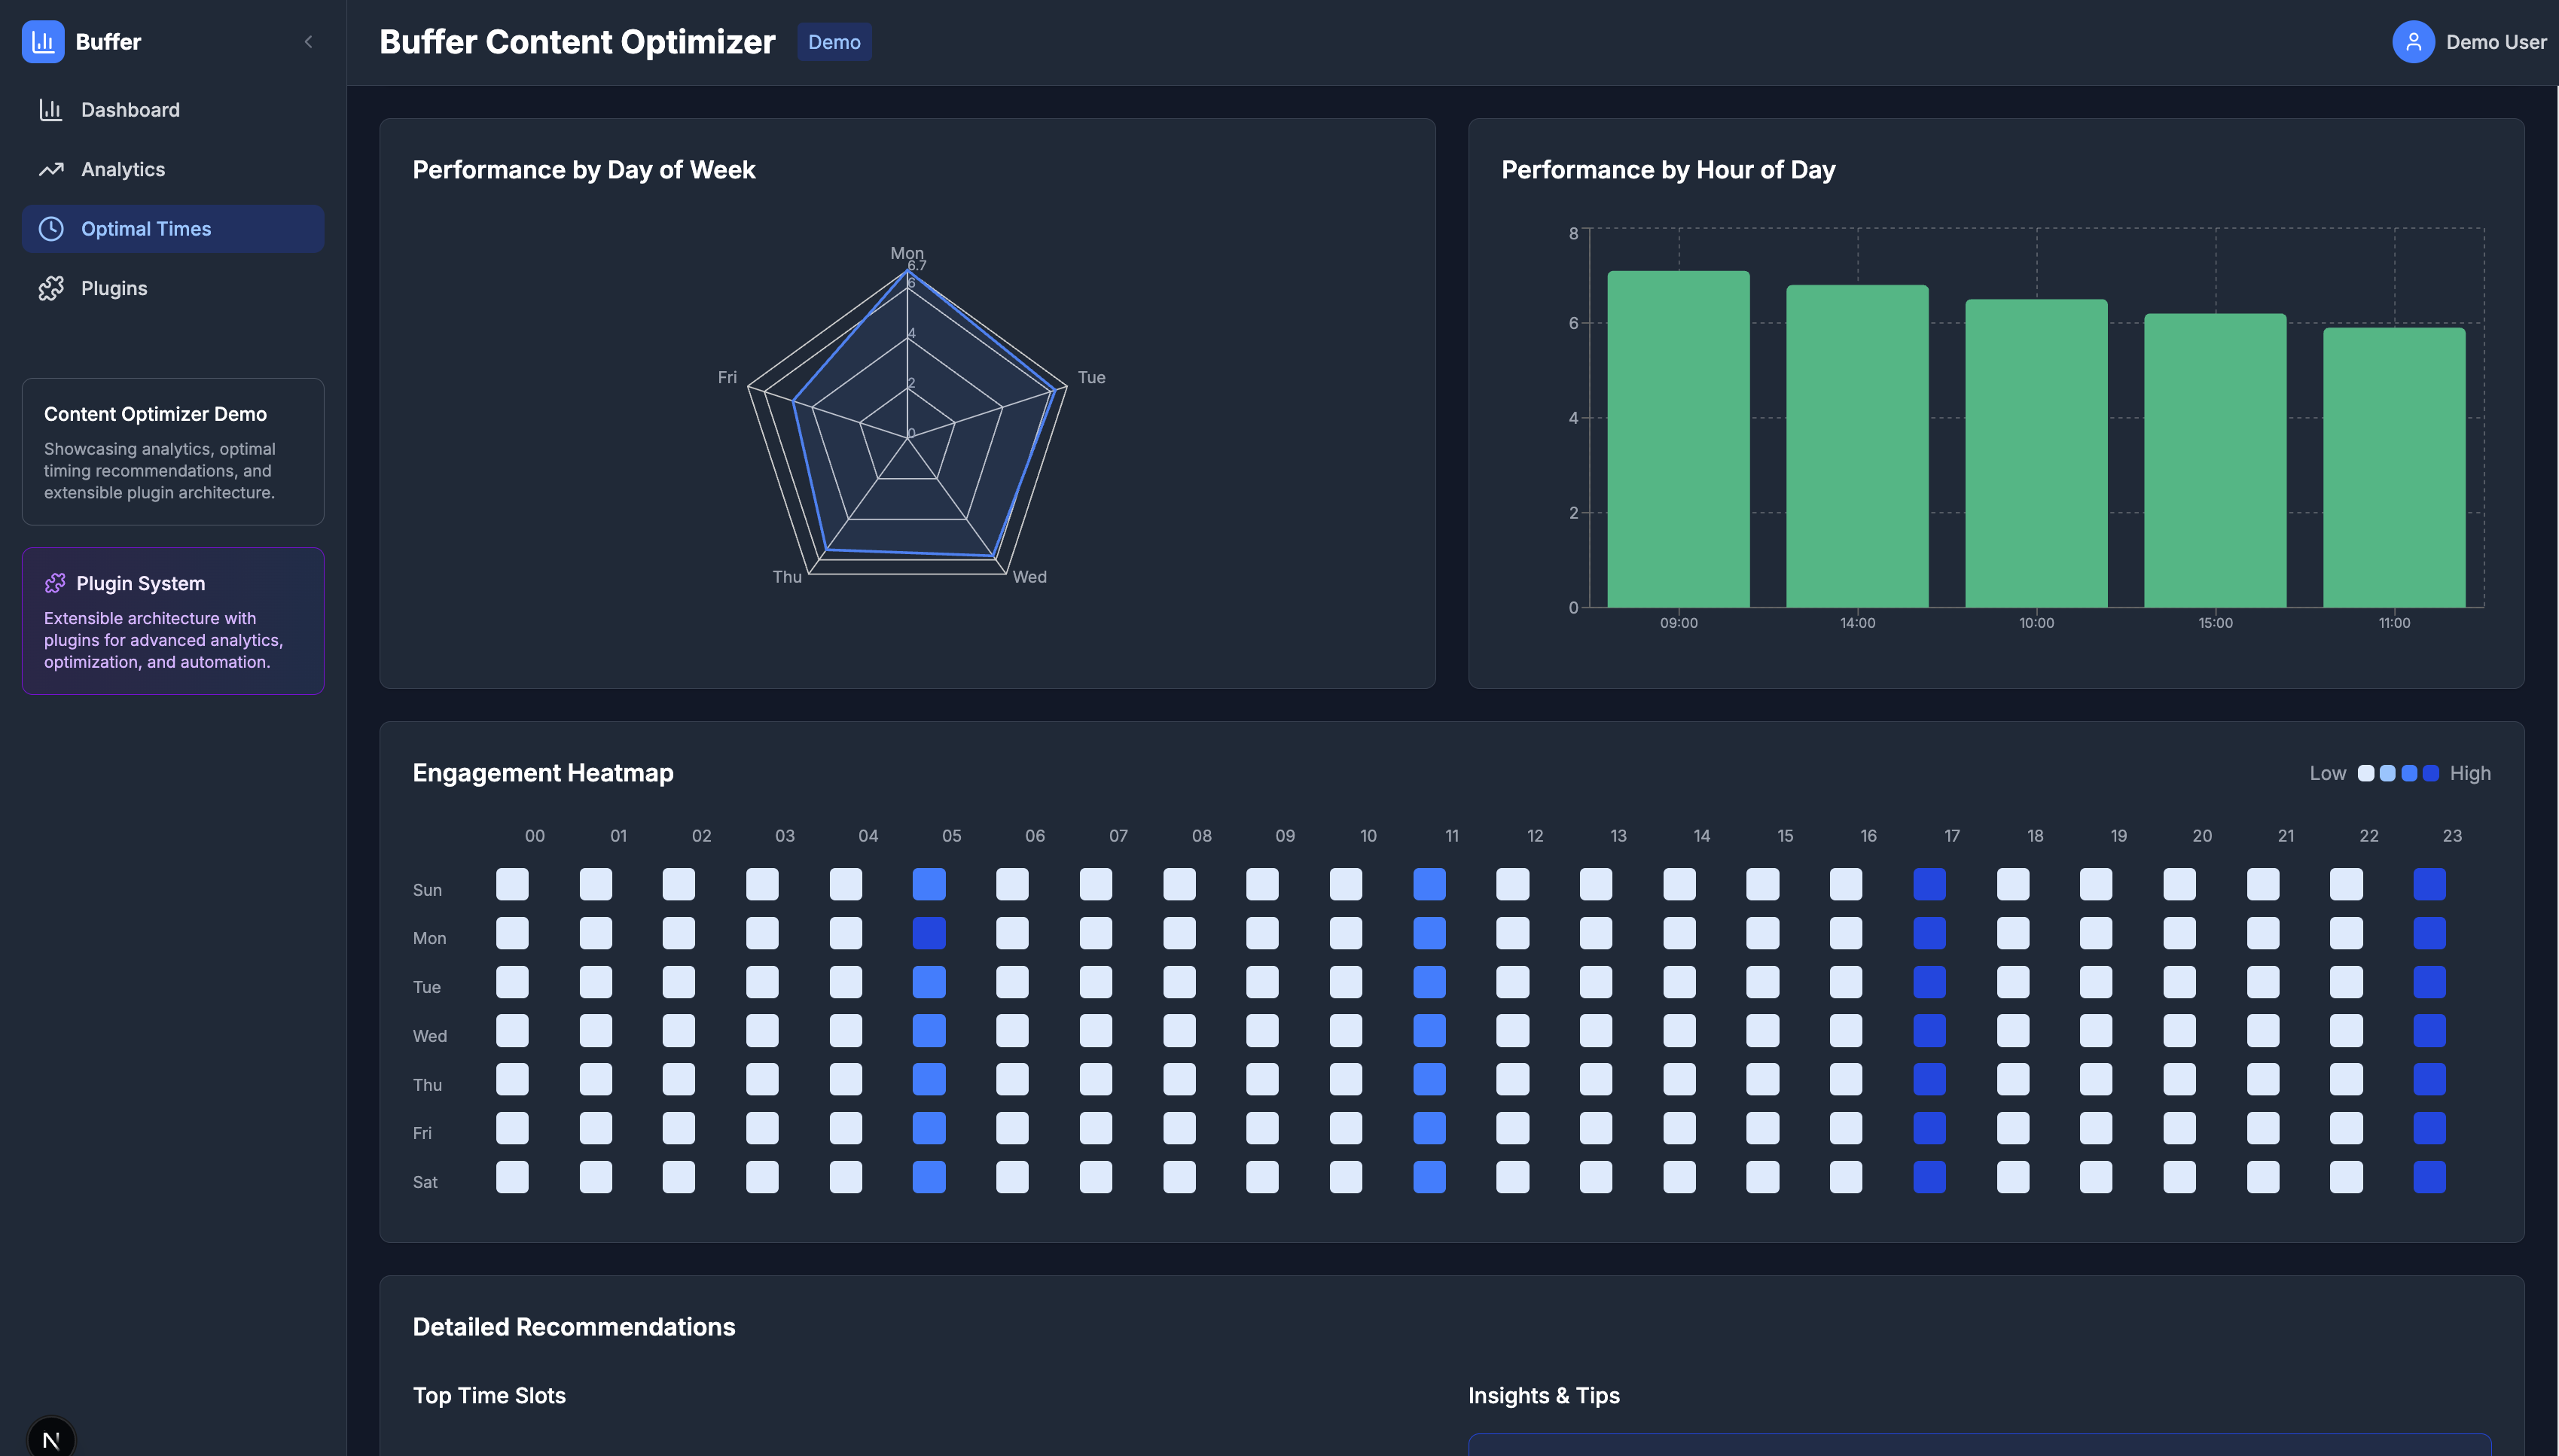 Buffer
Dashboard
Analytics
Optimal Times
Plugins
Content Optimizer Demo
Showcasing analytics, optimal
timing recommendations, and
extensible plugin architecture.
Plugin System
Extensible architecture with
plugins for advanced analytics,
optimization, and automation.
N
Buffer Content Optimizer
Demo
Demo User
Performance by Day of Week
Mon
6.7
6
4
2
0
Fri
Tue
Thu
Wed
Performance by Hour of Day
8
6
4
2
0
09:00 14:00 10:00 15:00 11:00
Engagement Heatmap
Low High
00 01 02 03 04 05 06 07 08 09 10 11 12 13 14 15 16 17 18 19 20 21 22 23
Sun
Mon
Tue
Wed
Thu
Fri
Sat
Detailed Recommendations
Top Time Slots
Insights & Tips